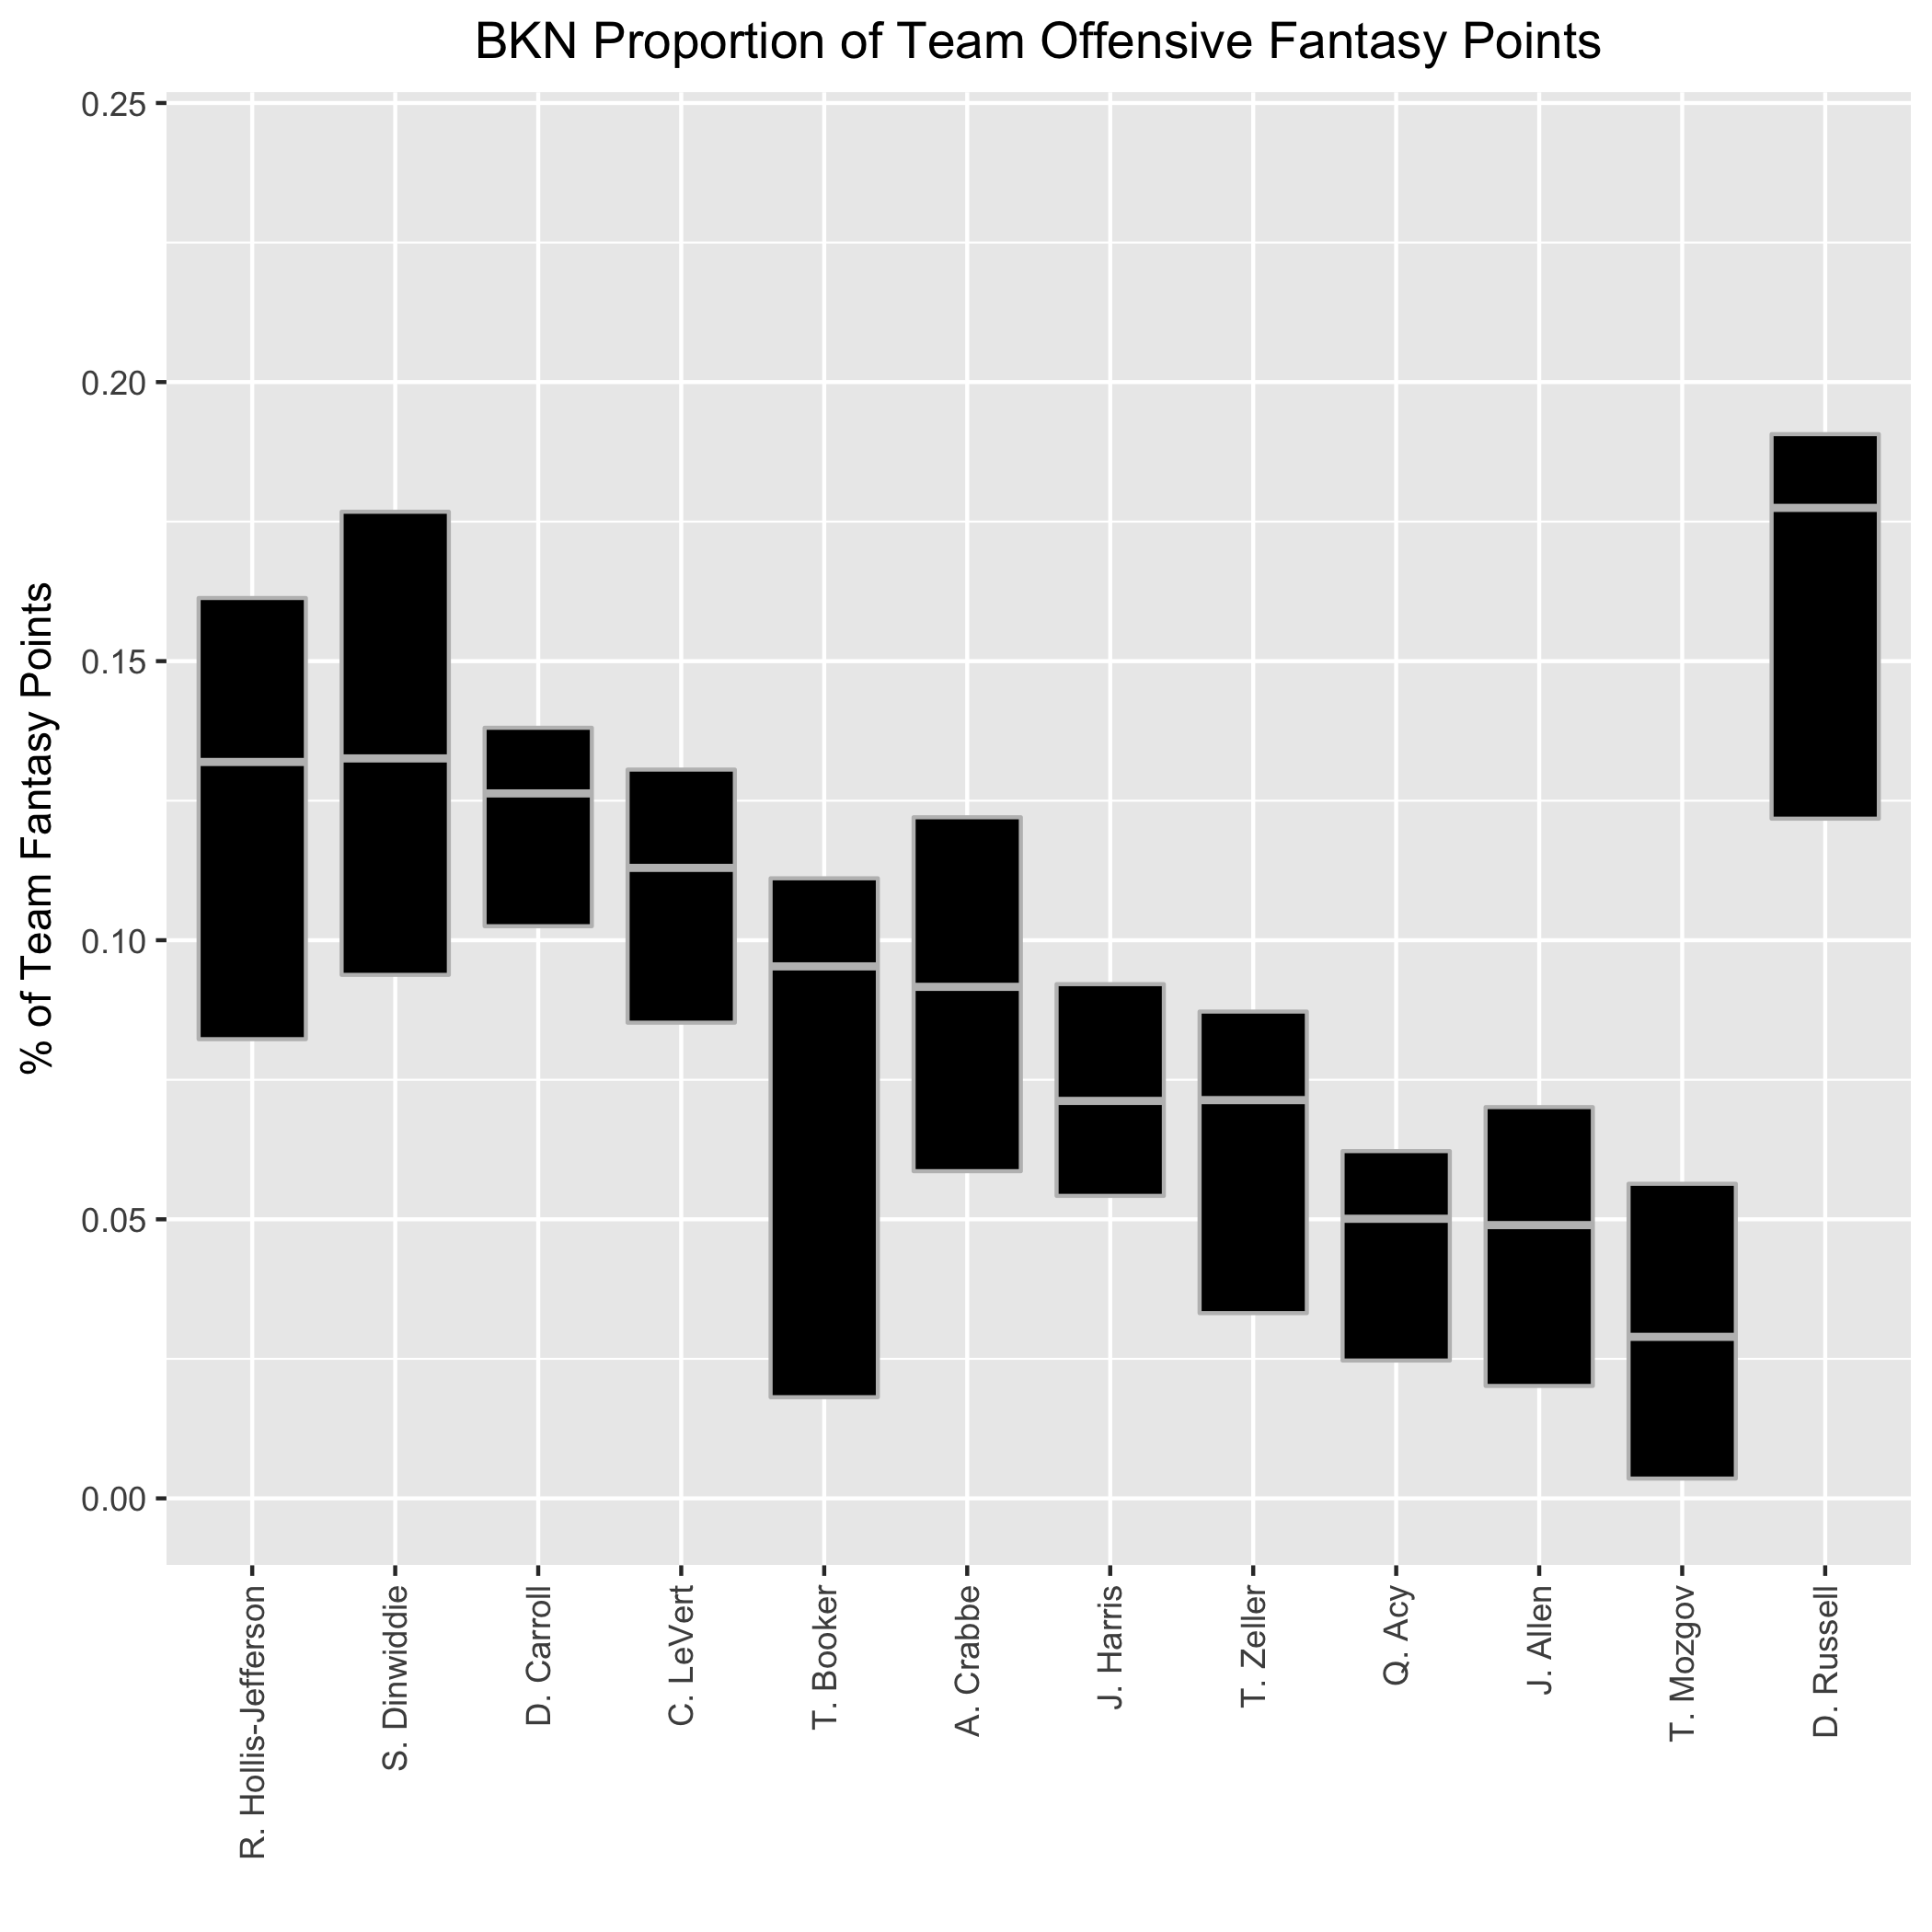 BKN Proportion of Team Offensive Fantasy Points
% of Team Fantasy Points
0.25
0.20
0.15
0.10
0.05
0.00
R. Hollis-Jefferson
S. Dinwiddie
D. Carroll
C. LeVert
T. Booker
A. Crabbe
J. Harris
T. Zeller
Q. Acy
J. Allen
T. Mozgov
D. Russell